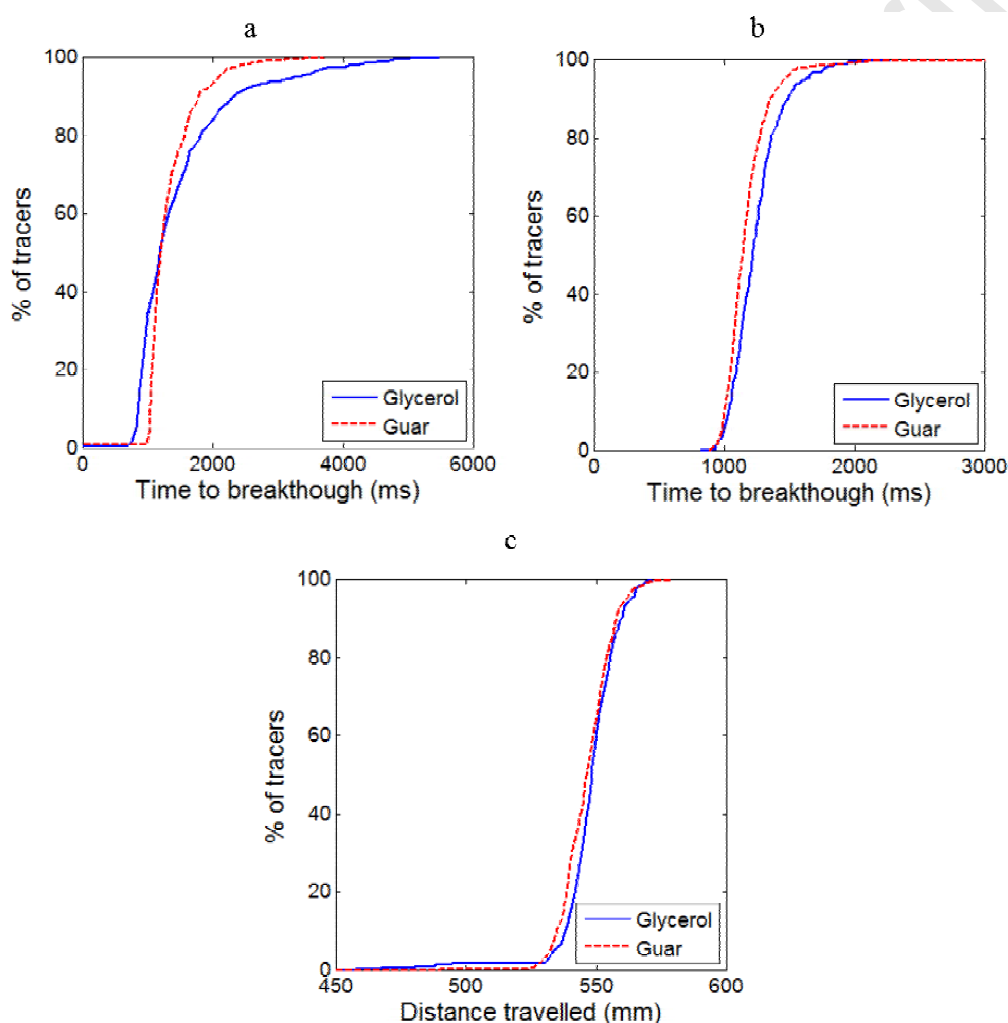 a
100
80
60
40
20
0
% of tracers
0 2000 4000 6000
Time to breakthough (ms)
Glycerol
Guar
b
100
80
60
40
20
0
% of tracers
0 1000 2000 3000
Time to breakthough (ms)
Glycerol
Guar
c
100
80
60
40
20
0
% of tracers
450 500 550 600
Distance travelled (mm)
Glycerol
Guar